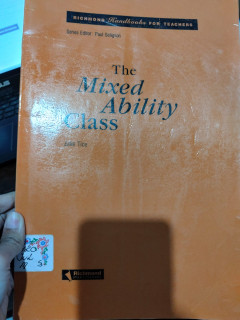 RICHMOND Handbooks FOR TEACHERS
Series Editor · Paul Seligson
The
Mixed
Ability
Class
Richmond